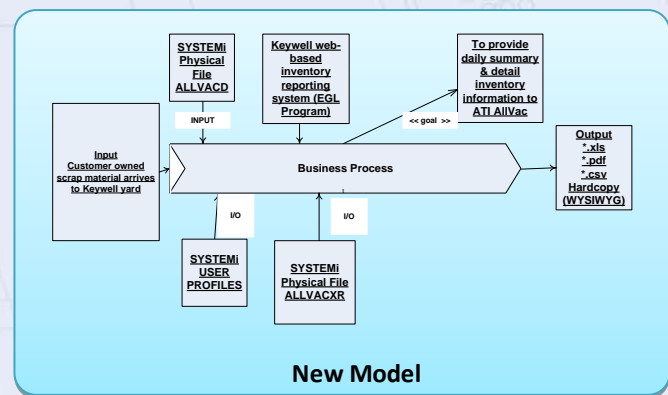 SYSTEMi
Physical
File
ALLVACD
Keywell web-
based
inventory
reporting
system (EGL
Program)
To provide
daily summary
& detail
inventory
information to
ATI AllVac
INPUT
<< goal >>
Input
Customer owned
scrap material arrives
to Keywell yard
Business Process
Output
*.xls
*.pdf
*.csv
Hardcopy
(WYSIWYG)
I/O
I/O
SYSTEMi
USER
PROFILES
SYSTEMi
Physical File
ALLVACXR
New Model